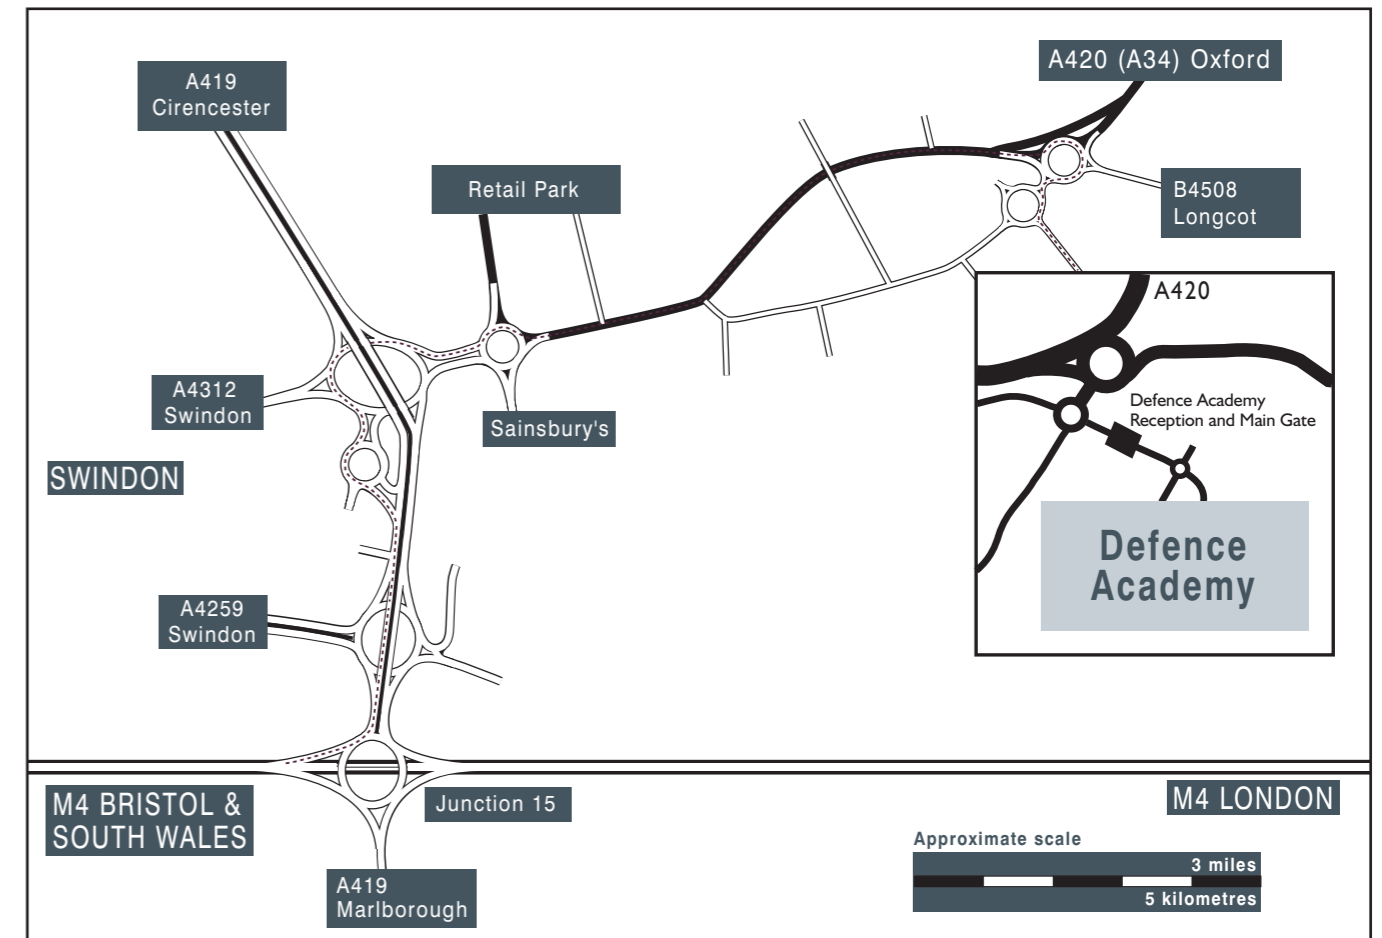 A420 (A34) Oxford
A419
Cirencester
Retail Park
B4508
Longcot
A420
A4312
Swindon
Sainsbury's
Defence Academy
Reception and Main Gate
SWINDON
Defence
Academy
A4259
Swindon
M4 BRISTOL &
SOUTH WALES
Junction 15
M4 LONDON
Approximate scale
3 miles
5 kilometres
A419
Marlborough